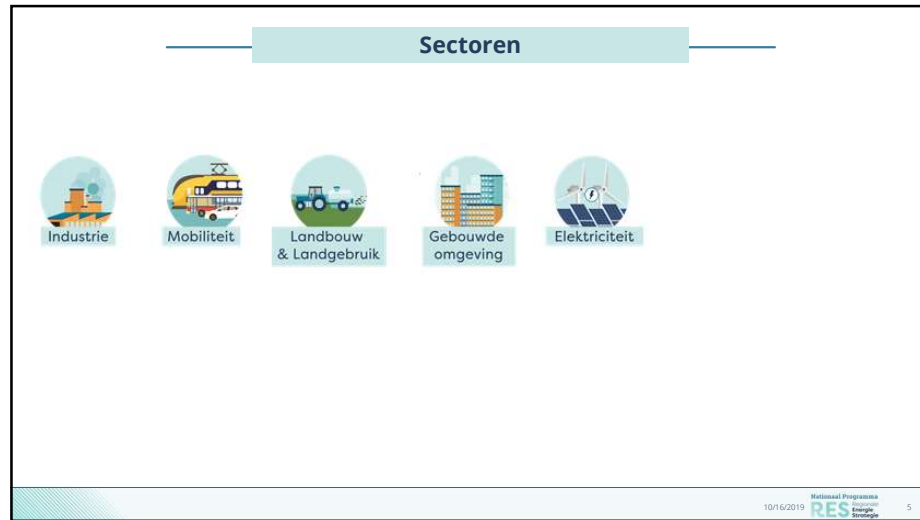 Sectoren
Industrie
Mobiliteit
Landbouw
& Landgebruik
Gebouwde
omgeving
Elektriciteit
10/16/2019
Nationaal Programma
RES
Regionale
Energie
Strategie
5